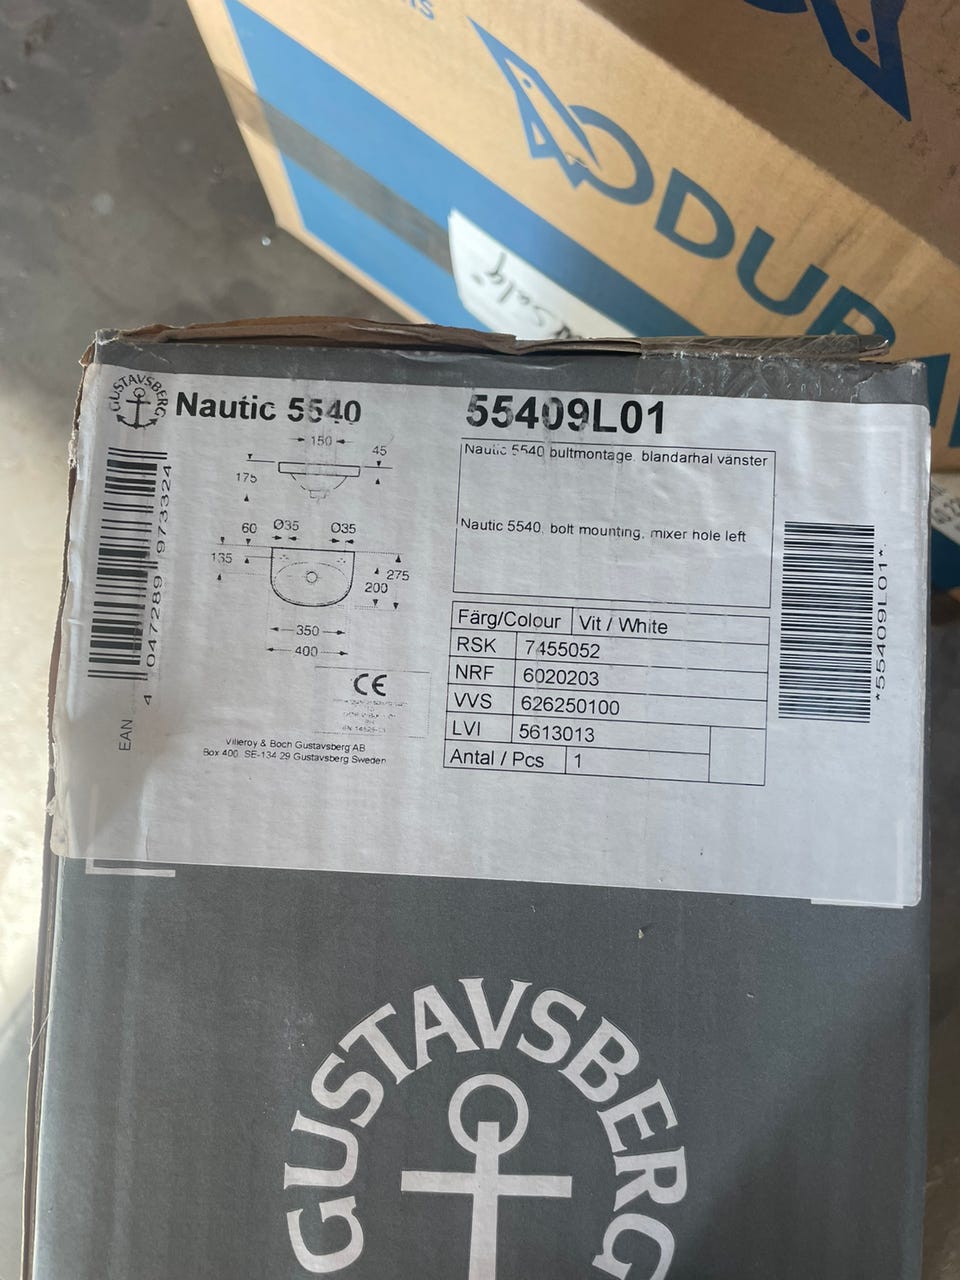 DURA
GUSTAVSBERG
Nautic 5540
55409L01
150
45
175
Nautic 5540 bultmontage, blandarhal vänster
Nautic 5540, bolt mounting, mixer hole left
60
Ø35
Ø35
135
275
200
350
400
CE
Villeroy & Boch Gustavsberg AB
Box 400 SE-134 29 Gustavsberg Sweden
EAN
4 047289 973324
Färg/Colour Vit / White
RSK 7455052
NRF 6020203
VVS 626250100
LVI 5613013
Antal / Pcs 1
*55409L01*
GUSTAVSBERG